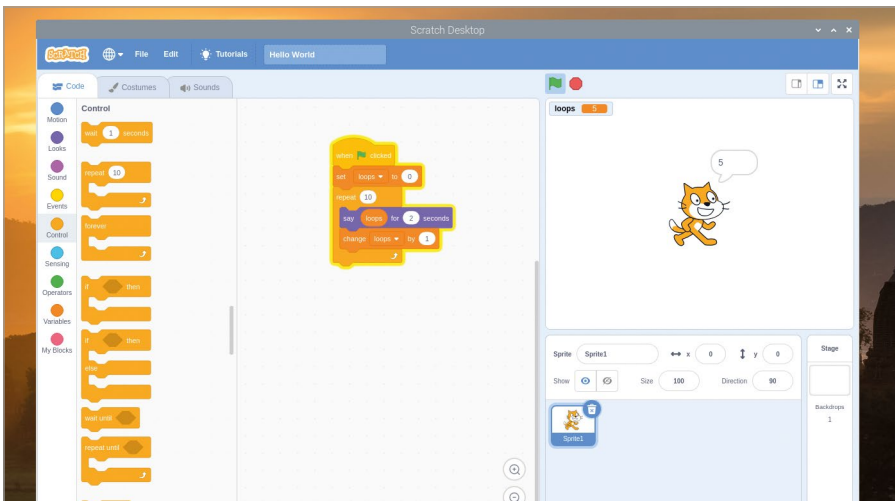 Scratch Desktop
SCRATCH File Edit Tutorials Hello World
Code Costumes Sounds
Motion
Looks
Sound
Events
Control
Sensing
Operators
Variables
My Blocks
Control
wait 1 seconds
repeat 10
forever
if then
if then
else
wait until
repeat until
when clicked
set loops to 0
repeat 10
say loops for 2 seconds
change loops by 1
loops 5
5
Sprite Sprite1 x 0 y 0
Show Size 100 Direction 90
Sprite1
Stage
Backdrops
1